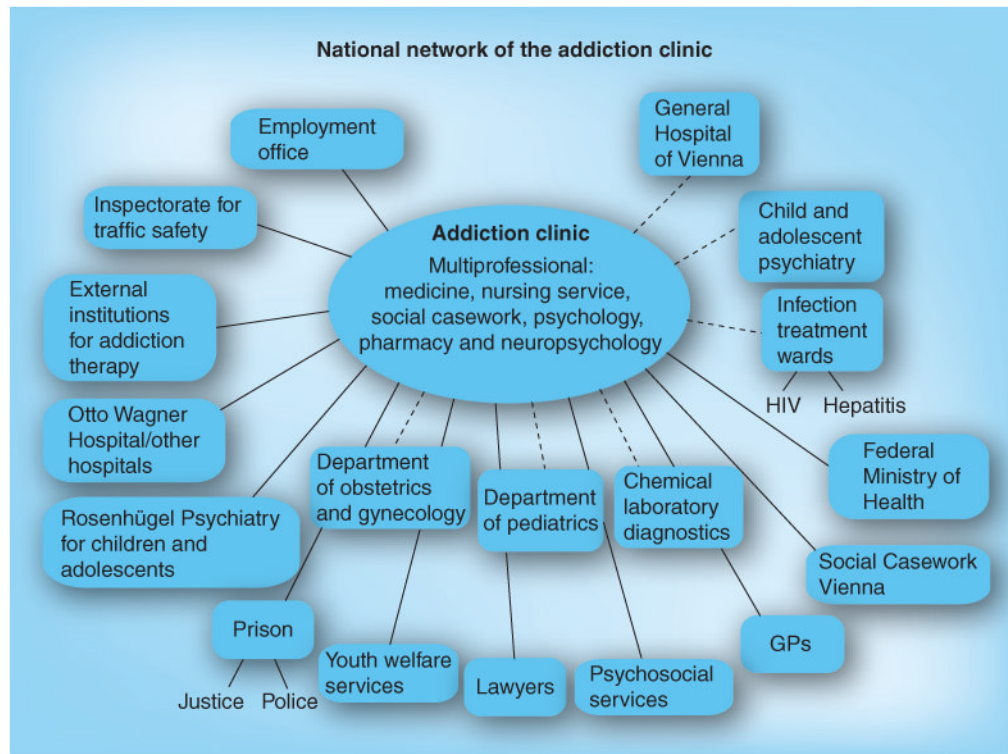 National network of the addiction clinic
Employment
office
General
Hospital
of Vienna
Inspectorate for
traffic safety
Child and
adolescent
psychiatry
Addiction clinic
Multiprofessional:
medicine, nursing service,
social casework, psychology,
pharmacy and neuropsychology
External
institutions
for addiction
therapy
Infection
treatment
wards
HIV
Hepatitis
Otto Wagner
Hospital/other
hospitals
Department
of obstetrics
and gynecology
Department
of pediatrics
Chemical
laboratory
diagnostics
Federal
Ministry of
Health
Rosenhügel Psychiatry
for children and
adolescents
Social Casework
Vienna
Prison
Justice
Police
Youth welfare
services
Lawyers
Psychosocial
services
GPs